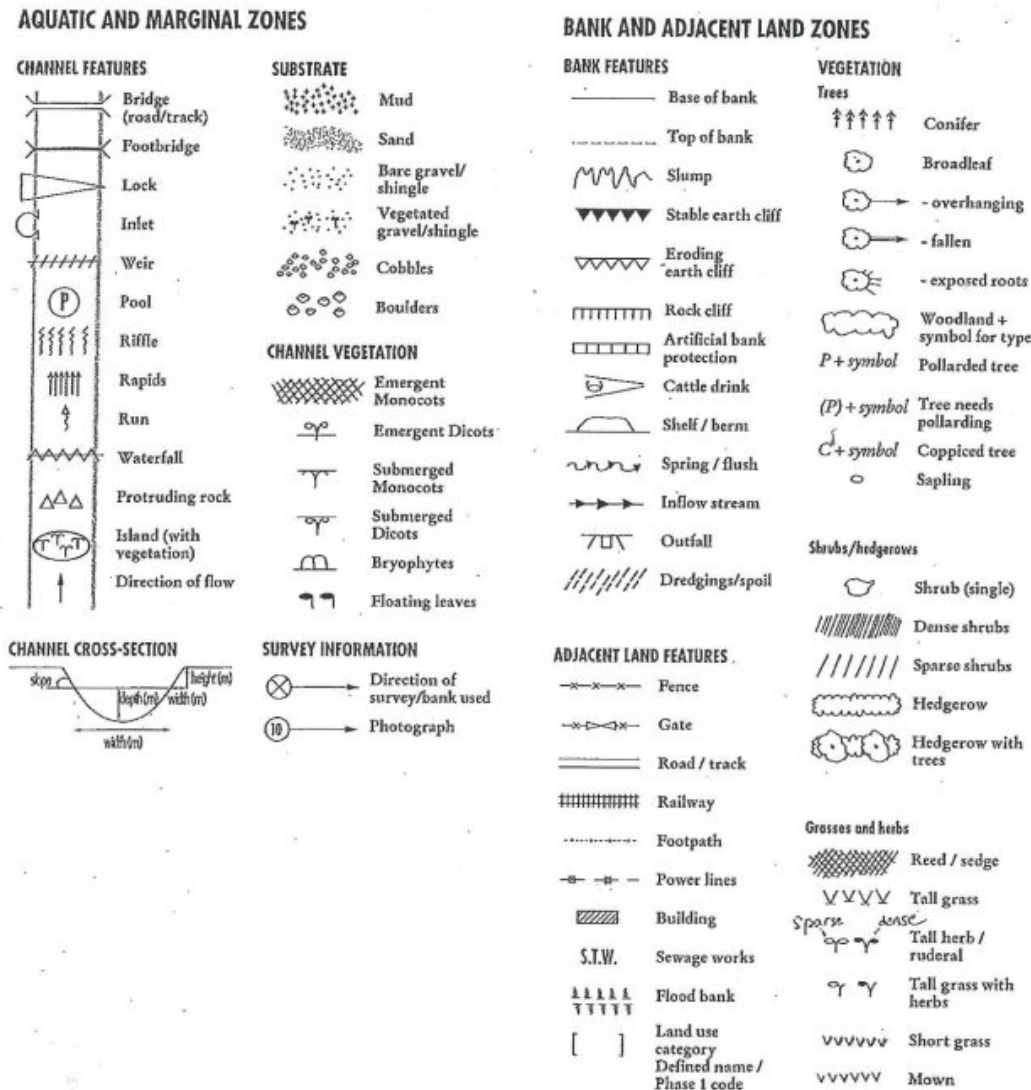 AQUATIC AND MARGINAL ZONES
CHANNEL FEATURES
Bridge
(road/track)
Footbridge
Lock
Inlet
Weir
P
Pool
Riffle
Rapids
Run
Waterfall
Protruding rock
Island (with
vegetation)
Direction of flow
SUBSTRATE
Mud
Sand
Bare gravel/
shingle
Vegetated
gravel/shingle
Cobbles
Boulders
CHANNEL VEGETATION
Emergent
Monocots
Emergent Dicots
Submerged
Monocots
Submerged
Dicots
Bryophytes
Floating leaves
CHANNEL CROSS-SECTION
slope
depth(m)
width(m)
height(m)
width(m)
SURVEY INFORMATION
Direction of
survey/bank used
10
Photograph
BANK AND ADJACENT LAND ZONES
BANK FEATURES
Base of bank
Top of bank
Slump
Stable earth cliff
Eroding
earth cliff
Rock cliff
Artificial bank
protection
Cattle drink
Shelf / berm
Spring / flush
Inflow stream
Outfall
Dredgings/spoil
ADJACENT LAND FEATURES
Fence
Gate
Road / track
Railway
Footpath
Power lines
Building
S.T.W. Sewage works
Flood bank
[ ] Land use
category
Defined name /
Phase 1 code
VEGETATION
Trees
Conifer
Broadleaf
- overhanging
- fallen
- exposed roots
Woodland +
symbol for type
P + symbol Pollarded tree
(P) + symbol Tree needs
pollarding
C + symbol Coppiced tree
Sapling
Shrubs/hedgerows
Shrub (single)
Dense shrubs
Sparse shrubs
Hedgerow
Hedgerow with
trees
Grasses and herbs
Reed / sedge
Tall grass
sparse dense
Tall herb /
ruderal
Tall grass with
herbs
Short grass
Mown